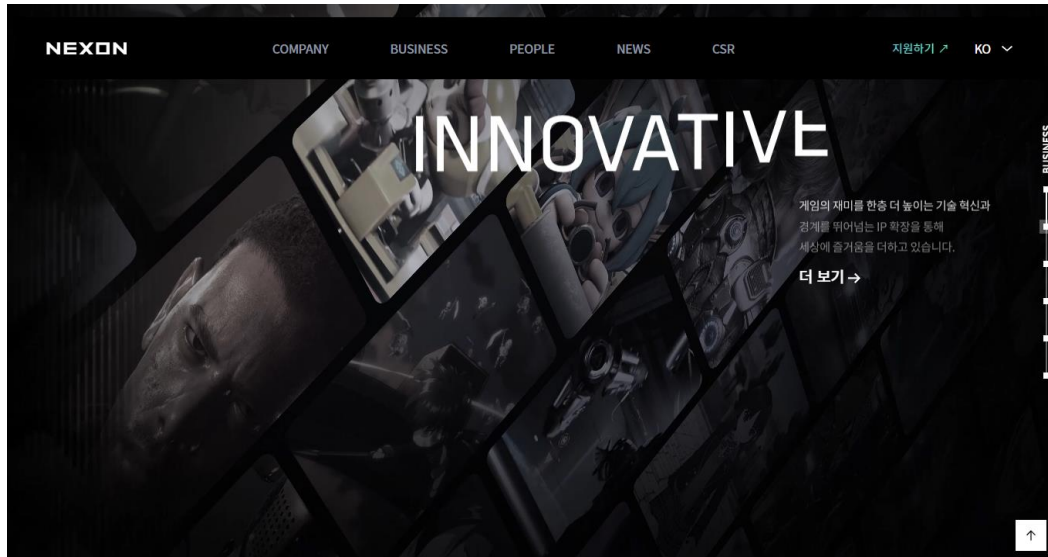 NEXON
COMPANY
BUSINESS
PEOPLE
NEWS
CSR
지원하기 ↗
KO
INNOVATIVE
BUSINESS
게임의 재미를 한층 더 높이는 기술 혁신과
경계를 뛰어넘는 IP 확장을 통해
세상에 즐거움을 더하고 있습니다.
더 보기 →